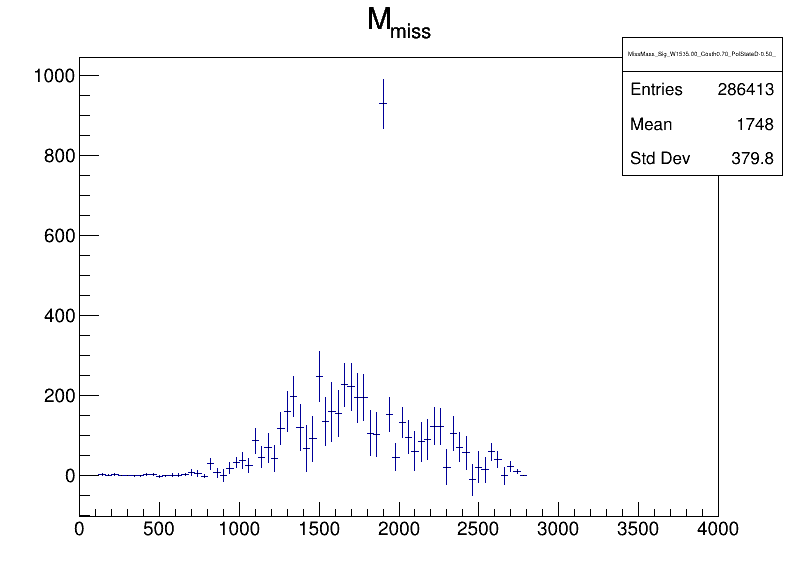 M_miss
MissMass_Sig_W1535.00_Costh0.70_PolStateD-0.50_
Entries 286413
Mean 1748
Std Dev 379.8
1000
800
600
400
200
0
0 500 1000 1500 2000 2500 3000 3500 4000